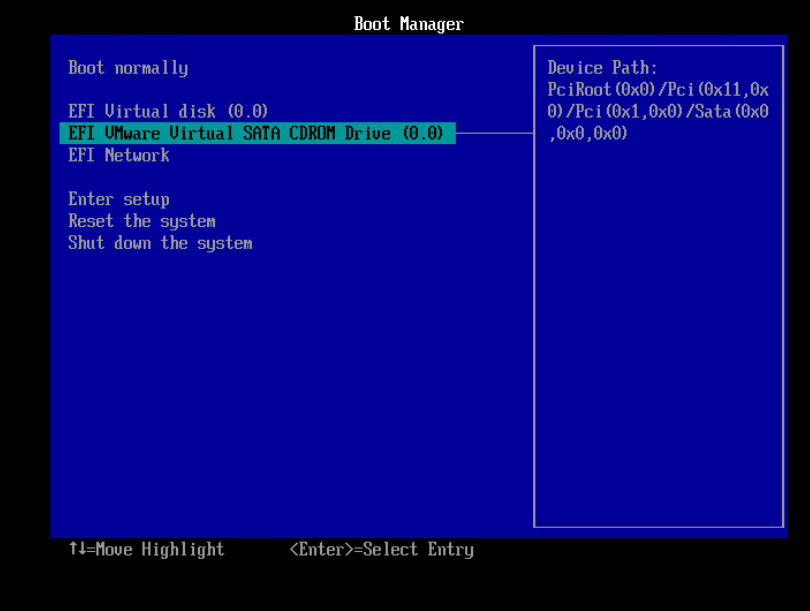 Boot Manager
Boot normally
EFI Virtual disk (0.0)
EFI VMware Virtual SATA CDROM Drive (0.0)
EFI Network
Enter setup
Reset the system
Shut down the system
Device Path:
PciRoot(0x0)/Pci(0x11,0x
0)/Pci(0x1,0x0)/Sata(0x0
,0x0,0x0)
↑↓=Move Highlight
<Enter>=Select Entry